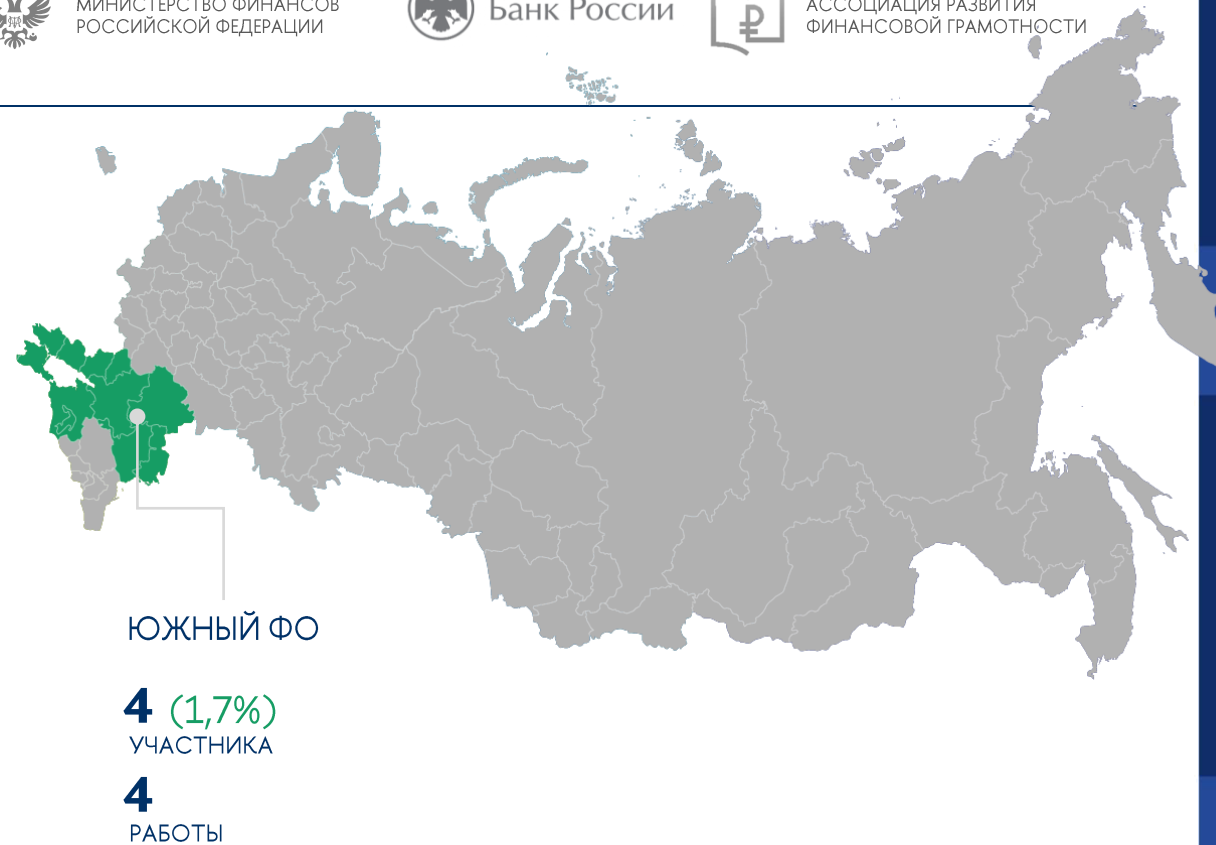 МИНИСТЕРСТВО ФИНАНСОВ
РОССИЙСКОЙ ФЕДЕРАЦИИ
Банк России
АССОЦИАЦИЯ РАЗВИТИЯ
ФИНАНСОВОЙ ГРАМОТНОСТИ
ЮЖНЫЙ ФО
4 (1,7%)
УЧАСТНИКА
4
РАБОТЫ